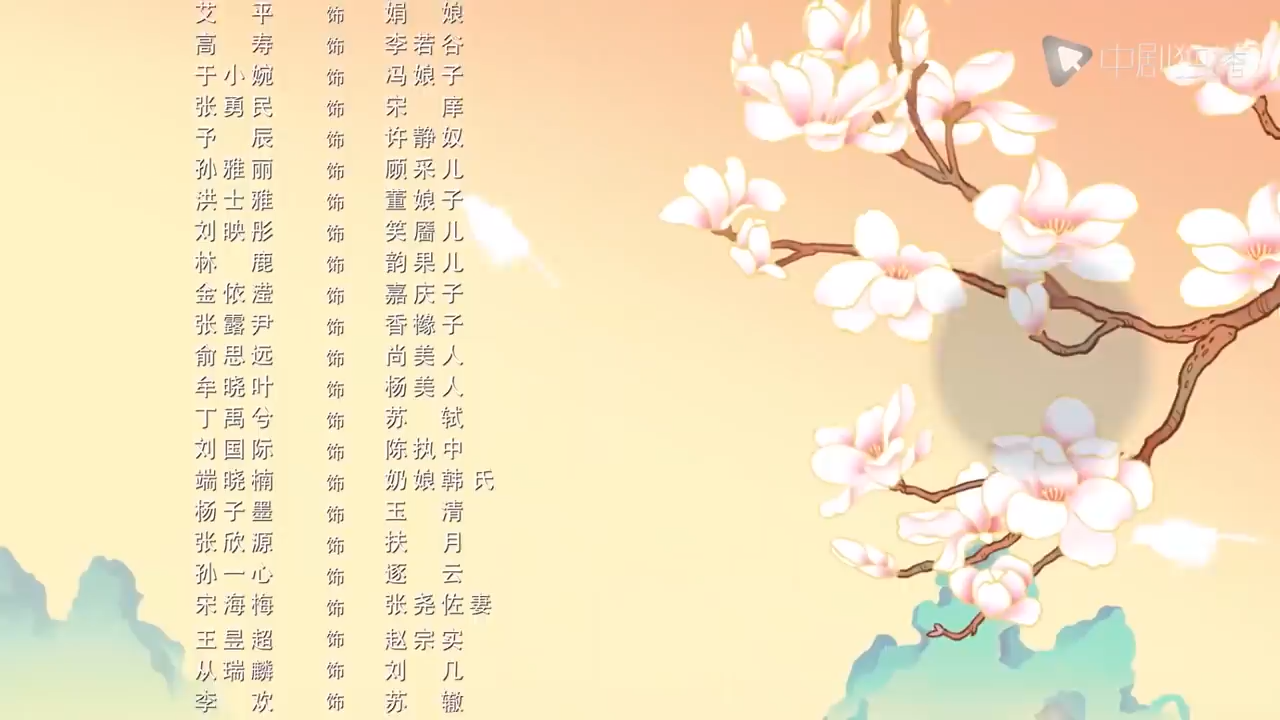 中剧必看
艾平 饰 娟娘
高寿 饰 李若谷
于小婉 饰 冯娘子
张勇民 饰 宋庠
予辰 饰 许静奴
孙雅丽 饰 顾采儿
洪士雅 饰 董娘子
刘映彤 饰 笑靥儿
林鹿 饰 韵果儿
金依滢 饰 嘉庆子
张露尹 饰 香橼子
俞思远 饰 尚美人
牟晓叶 饰 杨美人
丁禹兮 饰 苏轼
刘国际 饰 陈执中
端晓楠 饰 奶娘韩氏
杨子墨 饰 玉清
张欣源 饰 扶月
孙一心 饰 逐云
宋海梅 饰 张尧佐妻
王昱超 饰 赵宗实
从瑞麟 饰 刘几
李欢 饰 苏辙